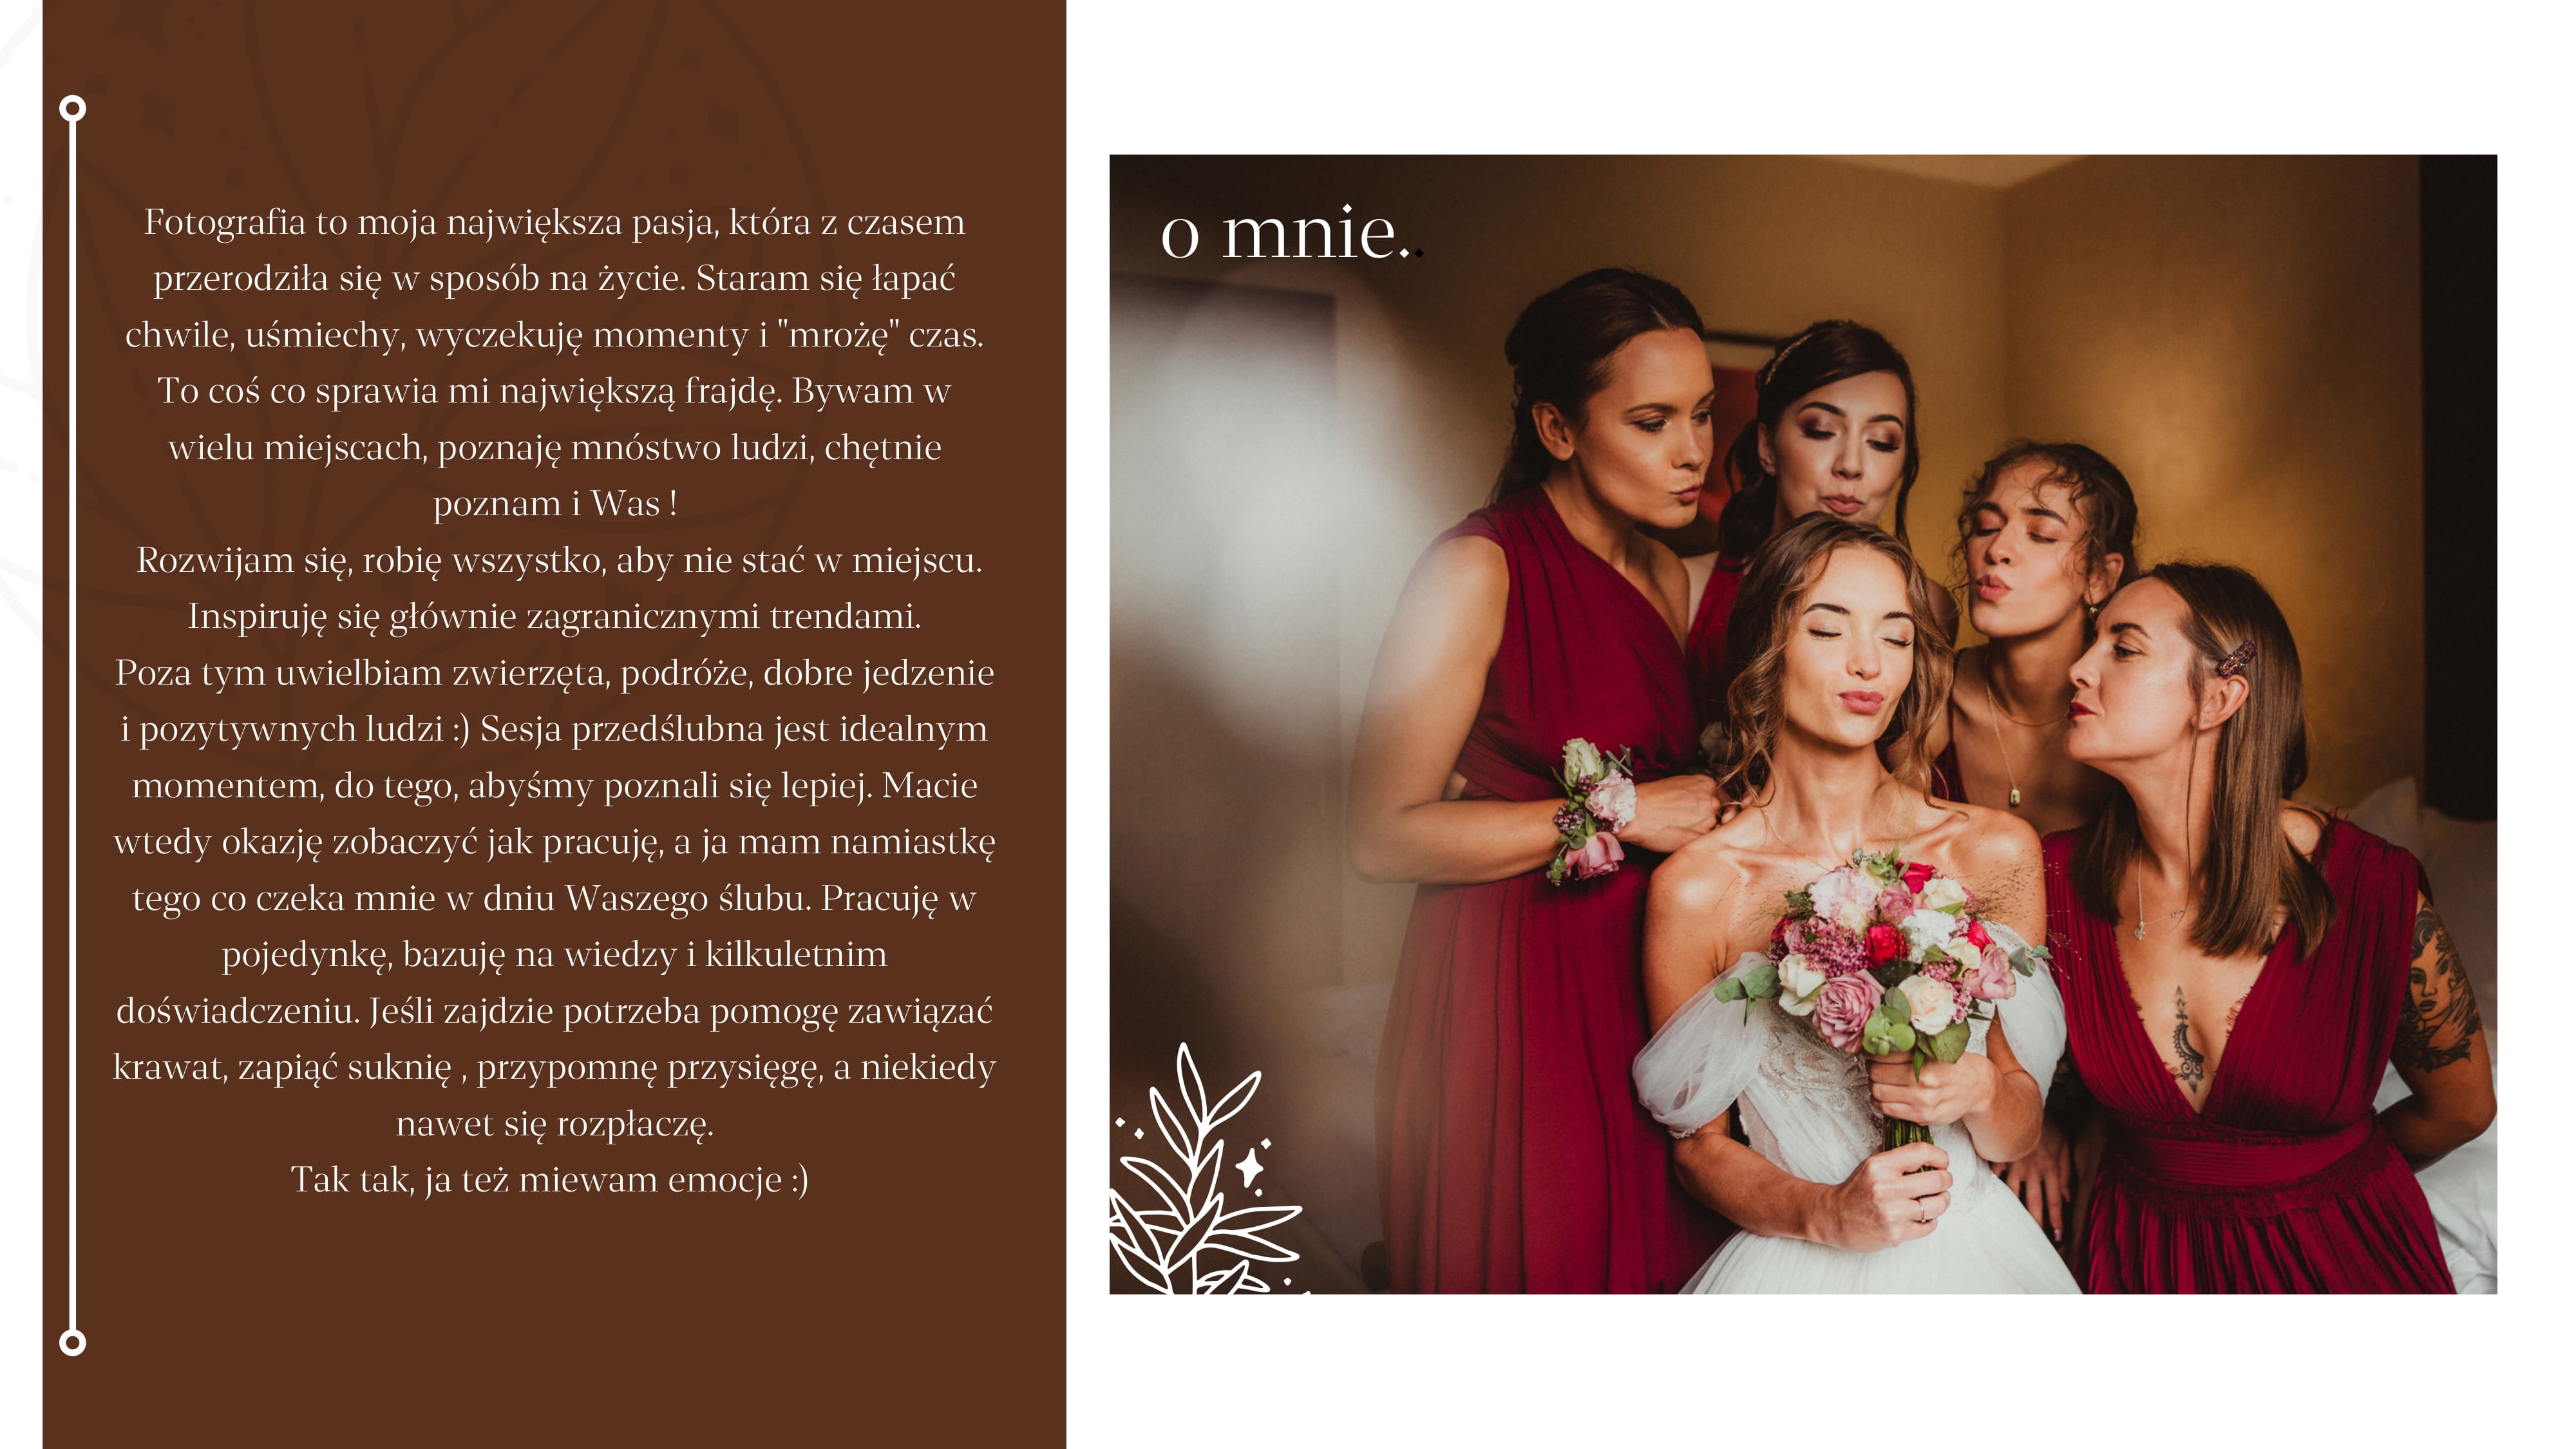 Fotografia to moja największa pasja, która z czasem
przerodziła się w sposób na życie. Staram się łapać
chwile, uśmiechy, wyczekuję momenty i "mrożę" czas.
To coś co sprawia mi największą frajdę. Bywam w
wielu miejscach, poznaję mnóstwo ludzi, chętnie
poznam i Was !
Rozwijam się, robię wszystko, aby nie stać w miejscu.
Inspiruję się głównie zagranicznymi trendami.
Poza tym uwielbiam zwierzęta, podróże, dobre jedzenie
i pozytywnych ludzi :) Sesja przedślubna jest idealnym
momentem, do tego, abyśmy poznali się lepiej. Macie
wtedy okazję zobaczyć jak pracuję, a ja mam namiastkę
tego co czeka mnie w dniu Waszego ślubu. Pracuję w
pojedynkę, bazuję na wiedzy i kilkuletnim
doświadczeniu. Jeśli zajdzie potrzeba pomogę zawiązać
krawat, zapiąć suknię , przypomnę przysięgę, a niekiedy
nawet się rozpłaczę.
Tak tak, ja też miewam emocje :)
o mnie..